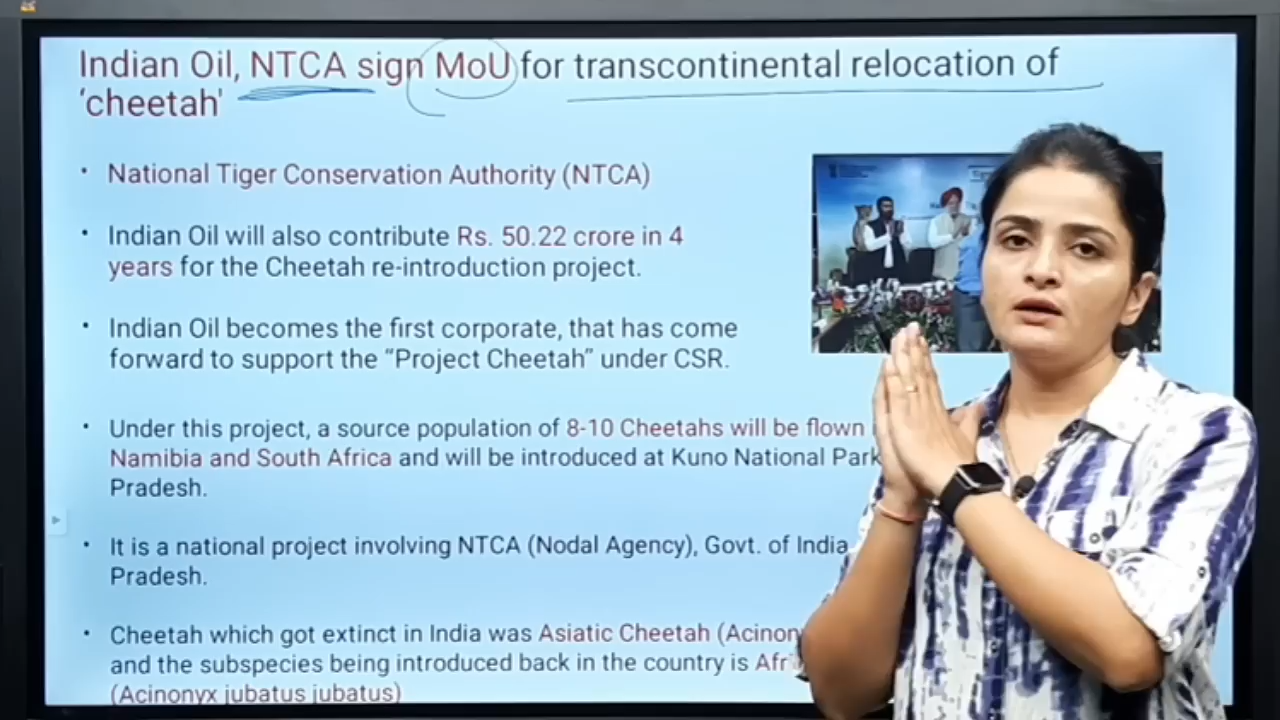 Indian Oil, NTCA sign MoU for transcontinental relocation of
‘cheetah'
• National Tiger Conservation Authority (NTCA)
• Indian Oil will also contribute Rs. 50.22 crore in 4
years for the Cheetah re-introduction project.
• Indian Oil becomes the first corporate, that has come
forward to support the “Project Cheetah” under CSR.
• Under this project, a source population of 8-10 Cheetahs will be flown
Namibia and South Africa and will be introduced at Kuno National Park
Pradesh.
• It is a national project involving NTCA (Nodal Agency), Govt. of India
Pradesh.
• Cheetah which got extinct in India was Asiatic Cheetah
and the subspecies being introduced back in the country is
(Acinonyx jubatus jubatus)